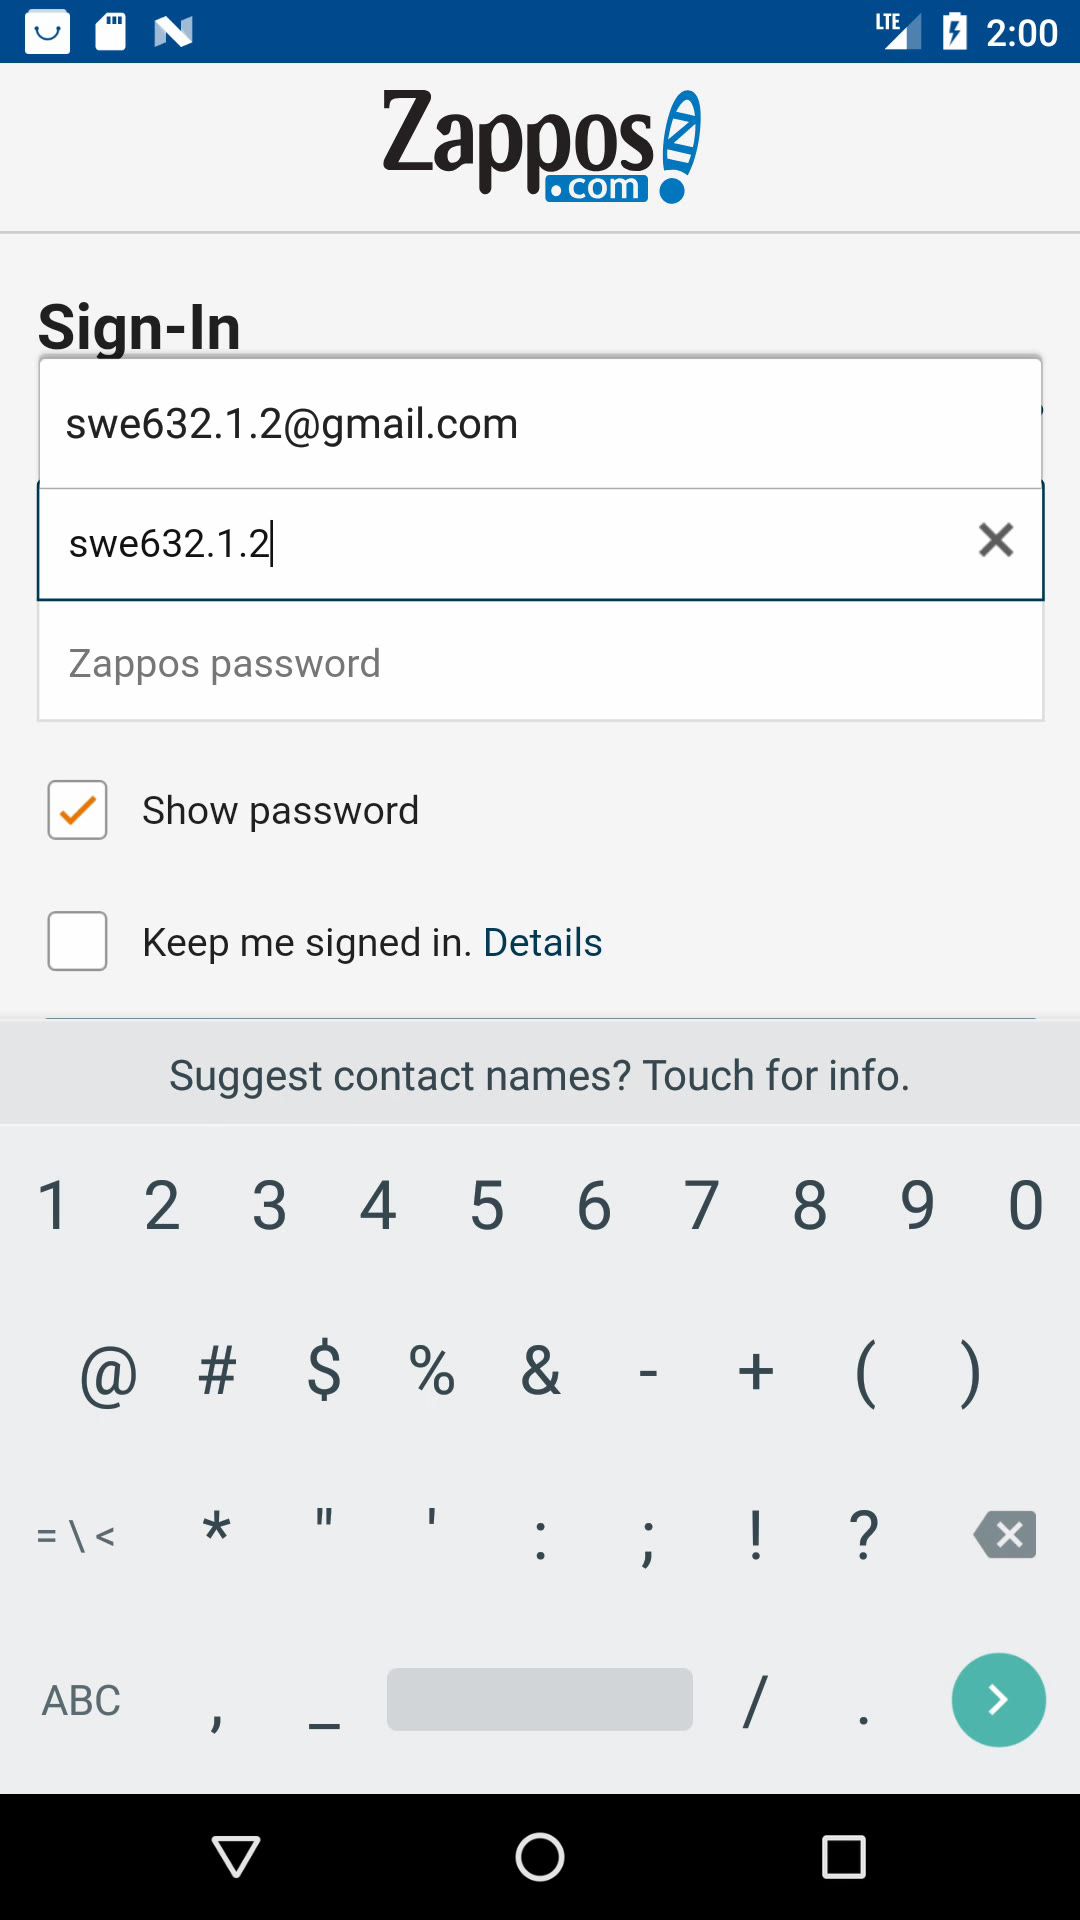 LTE 2:00
Zappos
.com
Sign-In
swe632.1.2@gmail.com
swe632.1.2
Zappos password
Show password
Keep me signed in. Details
Suggest contact names? Touch for info.
1 2 3 4 5 6 7 8 9 0
@ # $ % & - + ( )
= \ < * " ' : ; ! ?
ABC , _ / .